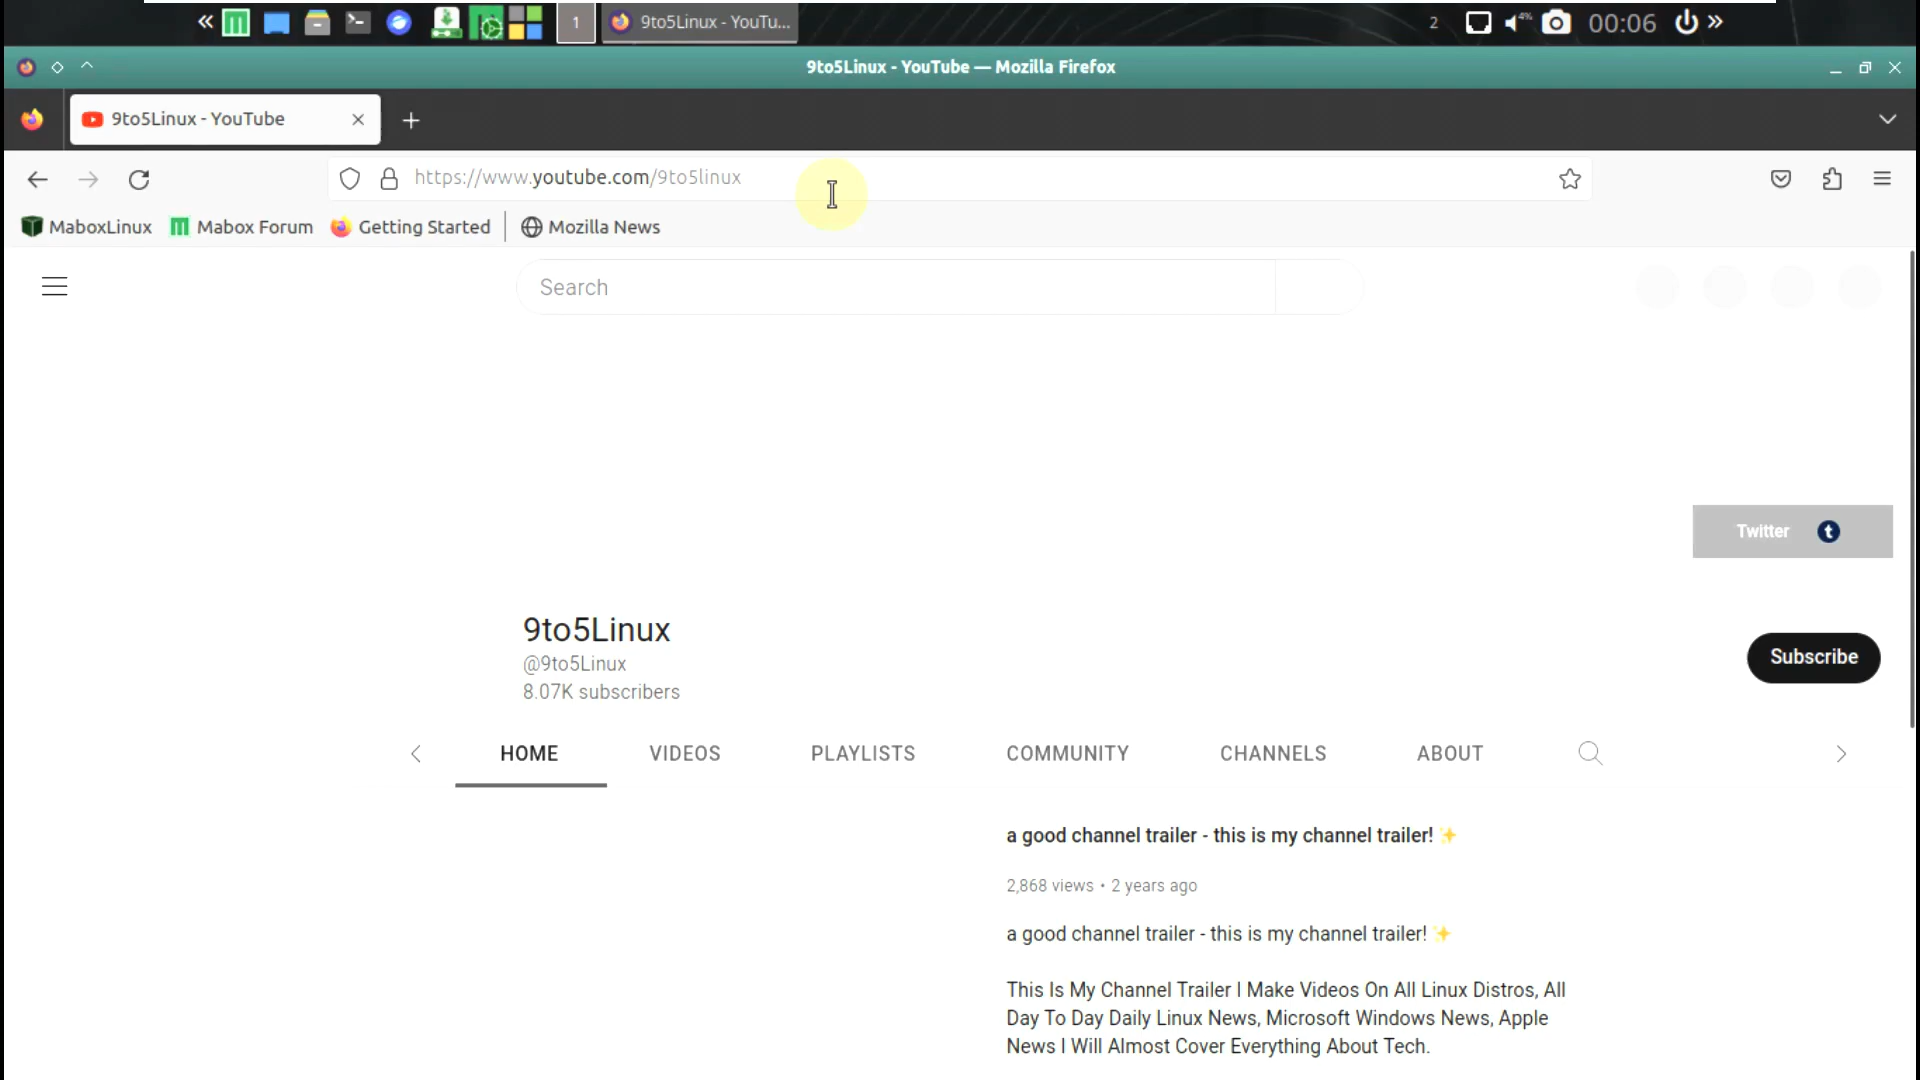 1
9to5Linux - YouTu...
2
4%
00:06
9to5Linux - YouTube — Mozilla Firefox
9to5Linux - YouTube
https://www.youtube.com/9to5linux
MaboxLinux
Mabox Forum
Getting Started
Mozilla News
Search
Twitter
9to5Linux
@9to5Linux
8.07K subscribers
Subscribe
HOME
VIDEOS
PLAYLISTS
COMMUNITY
CHANNELS
ABOUT
a good channel trailer - this is my channel trailer! ✨
2,868 views • 2 years ago
a good channel trailer - this is my channel trailer! ✨
This Is My Channel Trailer I Make Videos On All Linux Distros, All
Day To Day Daily Linux News, Microsoft Windows News, Apple
News I Will Almost Cover Everything About Tech.